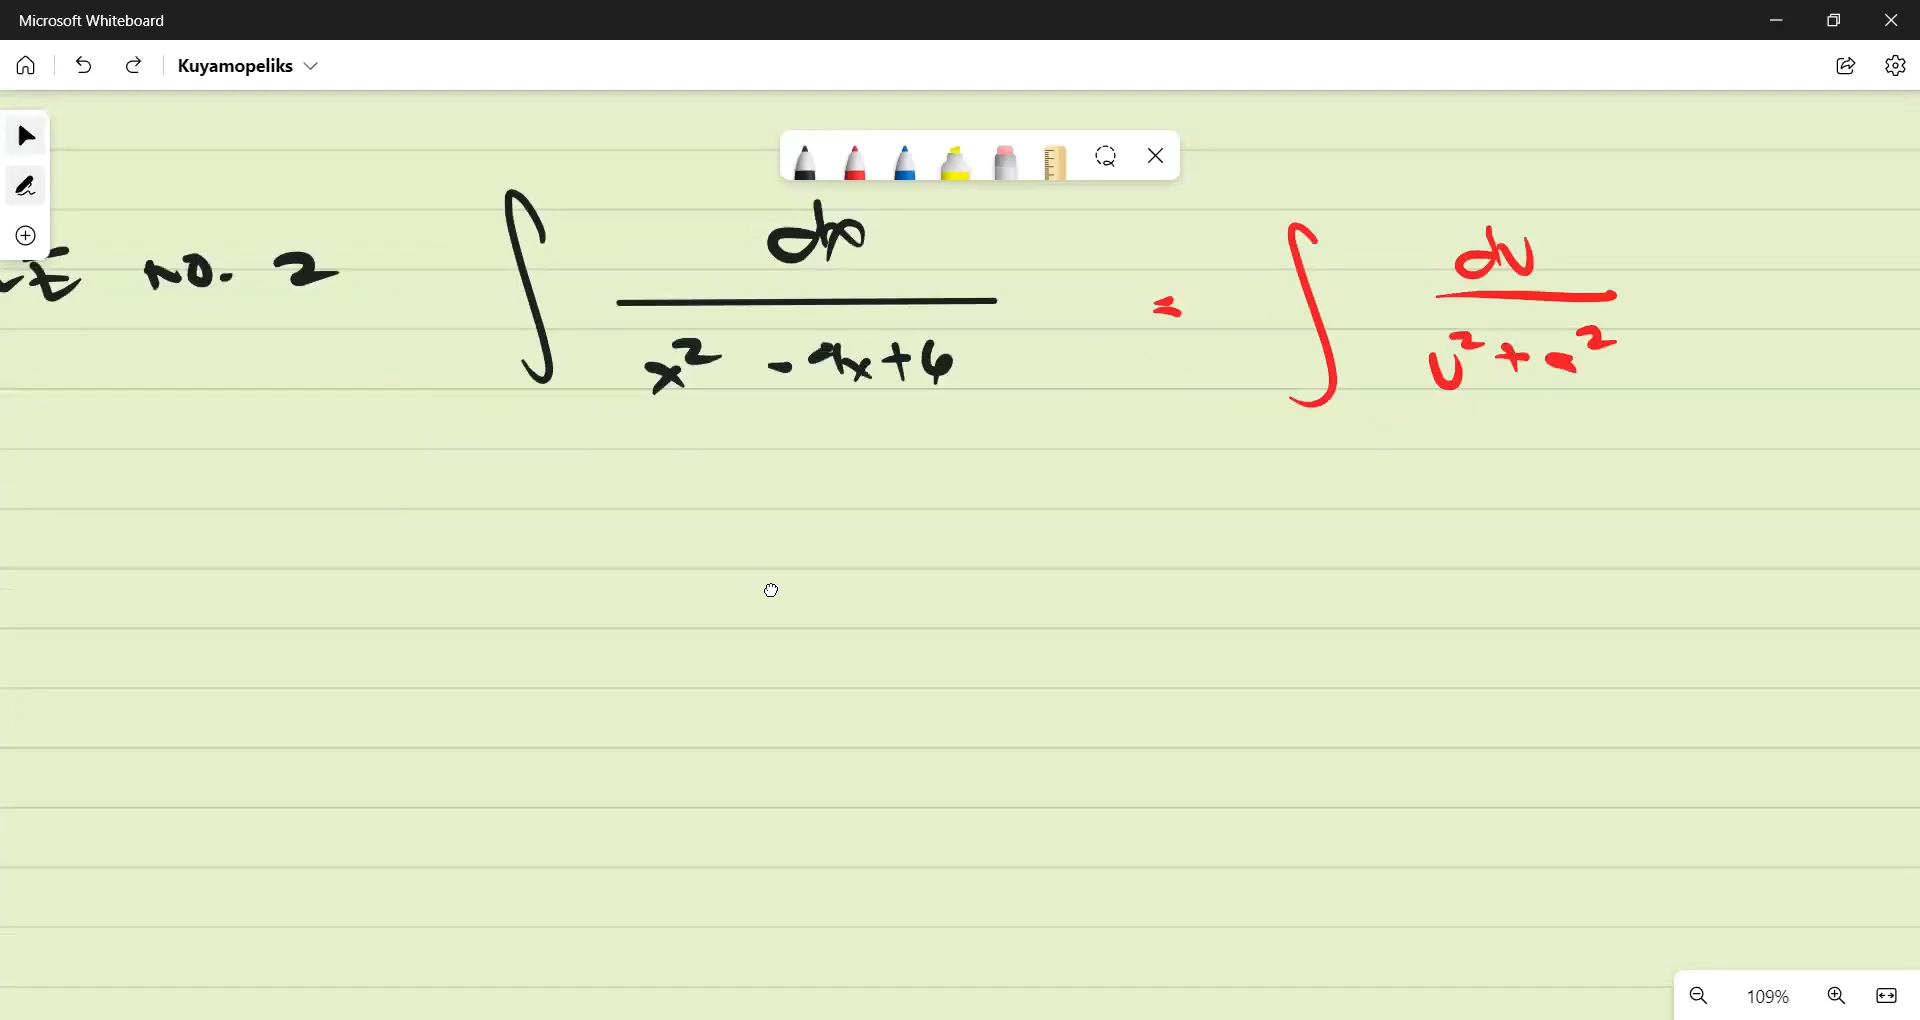 Microsoft Whiteboard
Kuyamopeliks
no. 2 ∫ dx / x² - 4x + 6 = ∫ du / u² + a²
109%